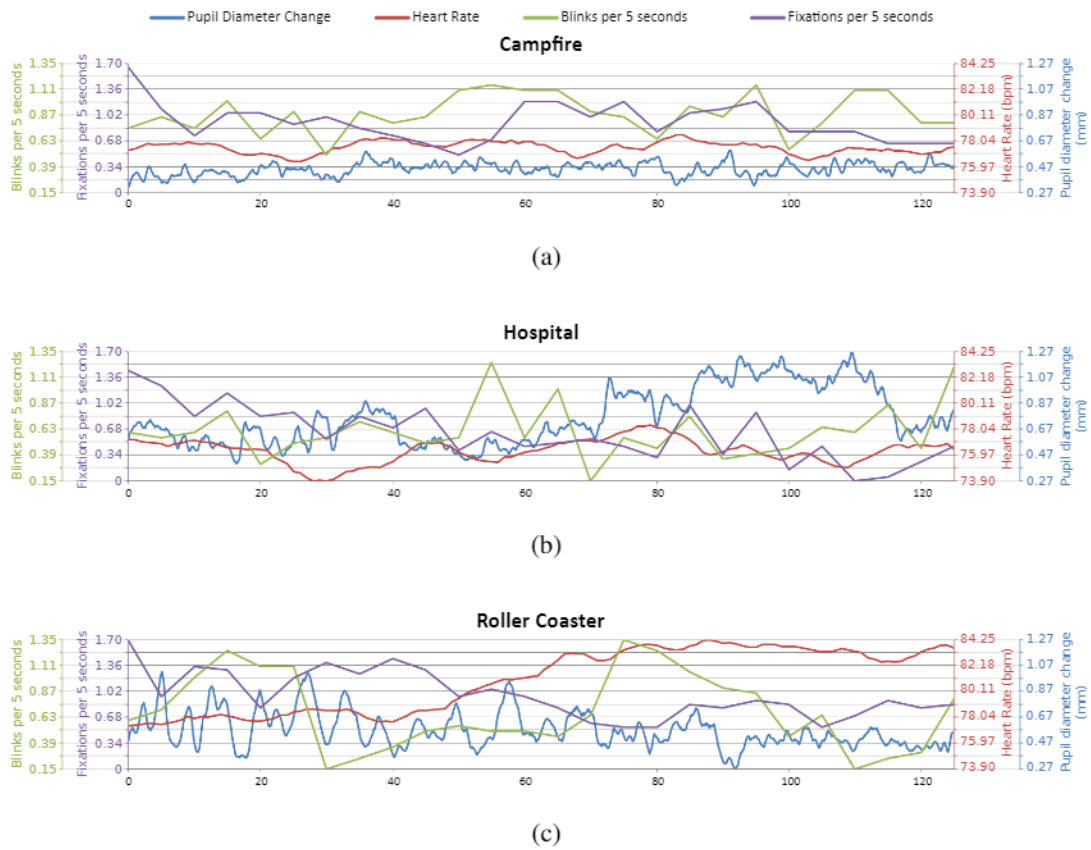 Pupil Diameter Change Heart Rate Blinks per 5 seconds Fixations per 5 seconds
Campfire
Blinks per 5 seconds
1.35
1.11
0.87
0.63
0.39
0.15
Fixations per 5 seconds
1.70
1.36
1.02
0.68
0.34
0
84.25
82.18
80.11
78.04
75.97
73.90
Heart Rate (bpm)
1.27
1.07
0.87
0.67
0.47
0.27
Pupil diameter change
(mm)
0 20 40 60 80 100 120
(a)
Hospital
Blinks per 5 seconds
1.35
1.11
0.87
0.63
0.39
0.15
Fixations per 5 seconds
1.70
1.36
1.02
0.68
0.34
0
84.25
82.18
80.11
78.04
75.97
73.90
Heart Rate (bpm)
1.27
1.07
0.87
0.67
0.47
0.27
Pupil diameter change
(mm)
0 20 40 60 80 100 120
(b)
Roller Coaster
Blinks per 5 seconds
1.35
1.11
0.87
0.63
0.39
0.15
Fixations per 5 seconds
1.70
1.36
1.02
0.68
0.34
0
84.25
82.18
80.11
78.04
75.97
73.90
Heart Rate (bpm)
1.27
1.07
0.87
0.67
0.47
0.27
Pupil diameter change
(mm)
0 20 40 60 80 100 120
(c)